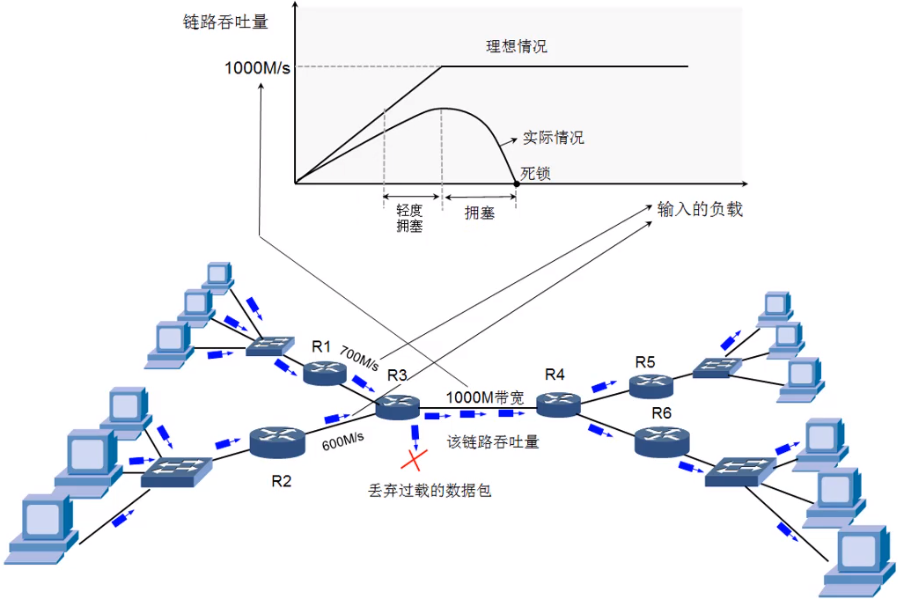 链路吞吐量
理想情况
1000M/s
实际情况
死锁
轻度
拥塞
拥塞
输入的负载
R1
700M/s
R3
R4
R5
1000M带宽
R6
600M/s
该链路吞吐量
R2
丢弃过载的数据包